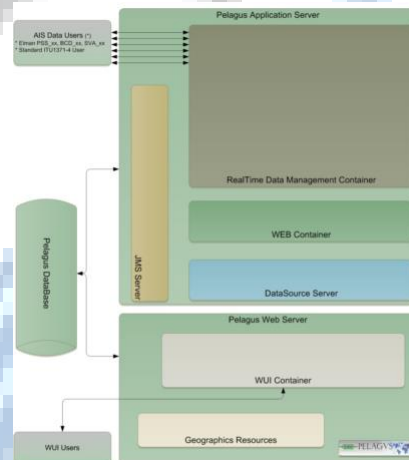 Pelagus Application Server
AIS Data Users (*)
* Elman PSS_xx, BCD_xx, SVA_xx
* Standard ITU1371-4 User
RealTime Data Management Container
WEB Container
JMS Server
DataSource Server
Pelagus DataBase
Pelagus Web Server
WUI Container
Geographics Resources
WUI Users
PELAGVS